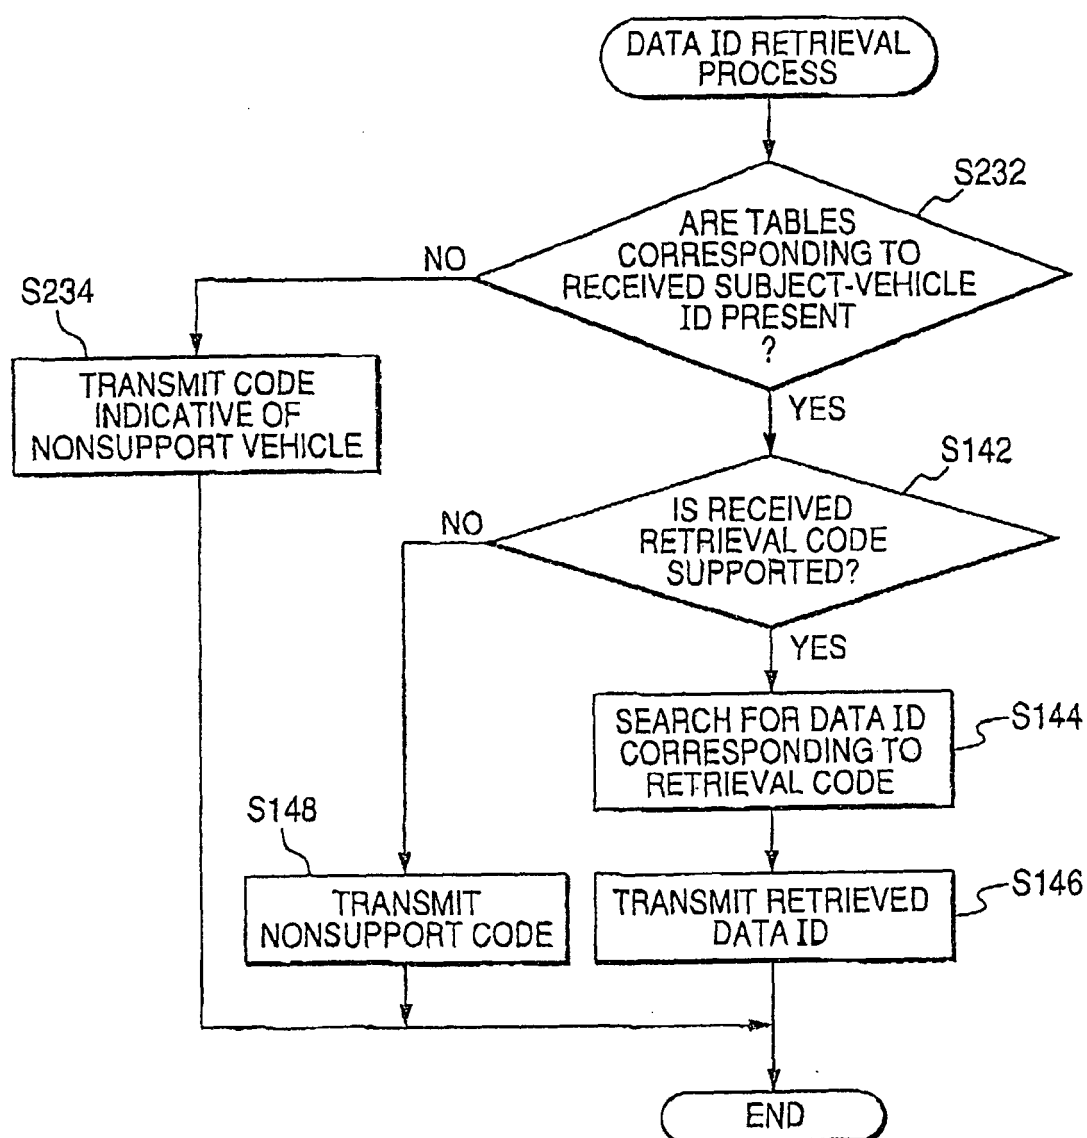 DATA ID RETRIEVAL
PROCESS
S232
ARE TABLES
CORRESPONDING TO
RECEIVED SUBJECT-VEHICLE
ID PRESENT
?
NO
S234
TRANSMIT CODE
INDICATIVE OF
NONSUPPORT VEHICLE
YES
S142
IS RECEIVED
RETRIEVAL CODE
SUPPORTED?
NO
YES
SEARCH FOR DATA ID
CORRESPONDING TO
RETRIEVAL CODE
S144
S148
TRANSMIT
NONSUPPORT CODE
TRANSMIT RETRIEVED
DATA ID
S146
END